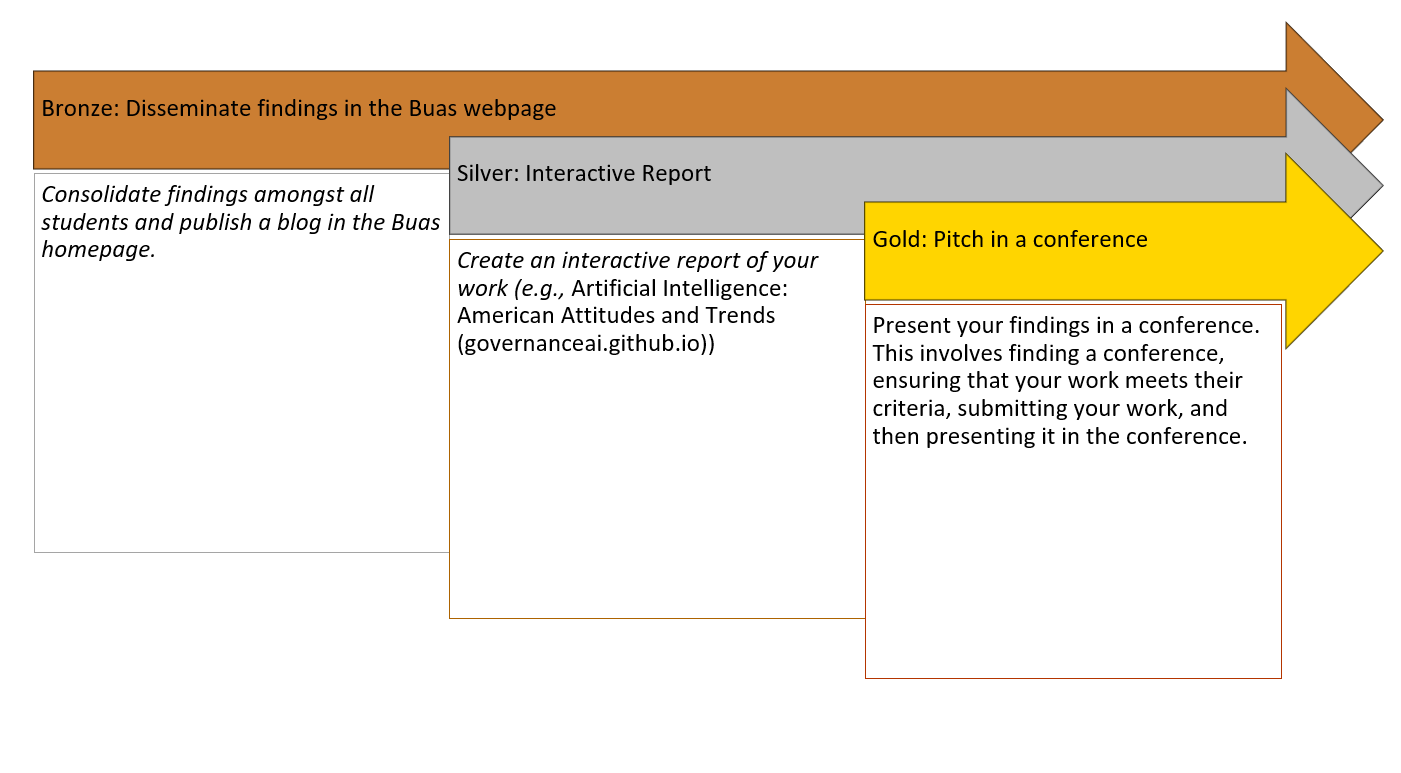 Bronze: Disseminate findings in the Buas webpage
Consolidate findings amongst all
students and publish a blog in the Buas
homepage.
Silver: Interactive Report
Create an interactive report of your
work (e.g., Artificial Intelligence:
American Attitudes and Trends
(governanceai.github.io))
Gold: Pitch in a conference
Present your findings in a conference.
This involves finding a conference,
ensuring that your work meets their
criteria, submitting your work, and
then presenting it in the conference.